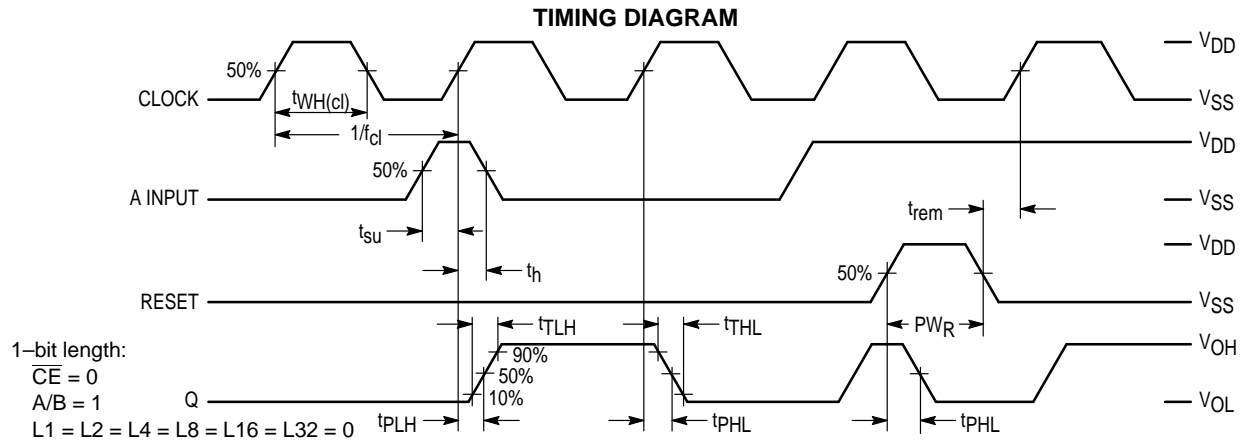 TIMING DIAGRAM
VDD
50%
CLOCK
tWH(cl)
VSS
1/fcl
VDD
50%
A INPUT
VSS
trem
tsu
VDD
th
50%
RESET
VSS
tTLH
tTHL
PWR
1–bit length:
VOH
90%
CE = 0
50%
A/B = 1
Q
10%
VOL
tPLH
tPHL
tPHL
L1 = L2 = L4 = L8 = L16 = L32 = 0